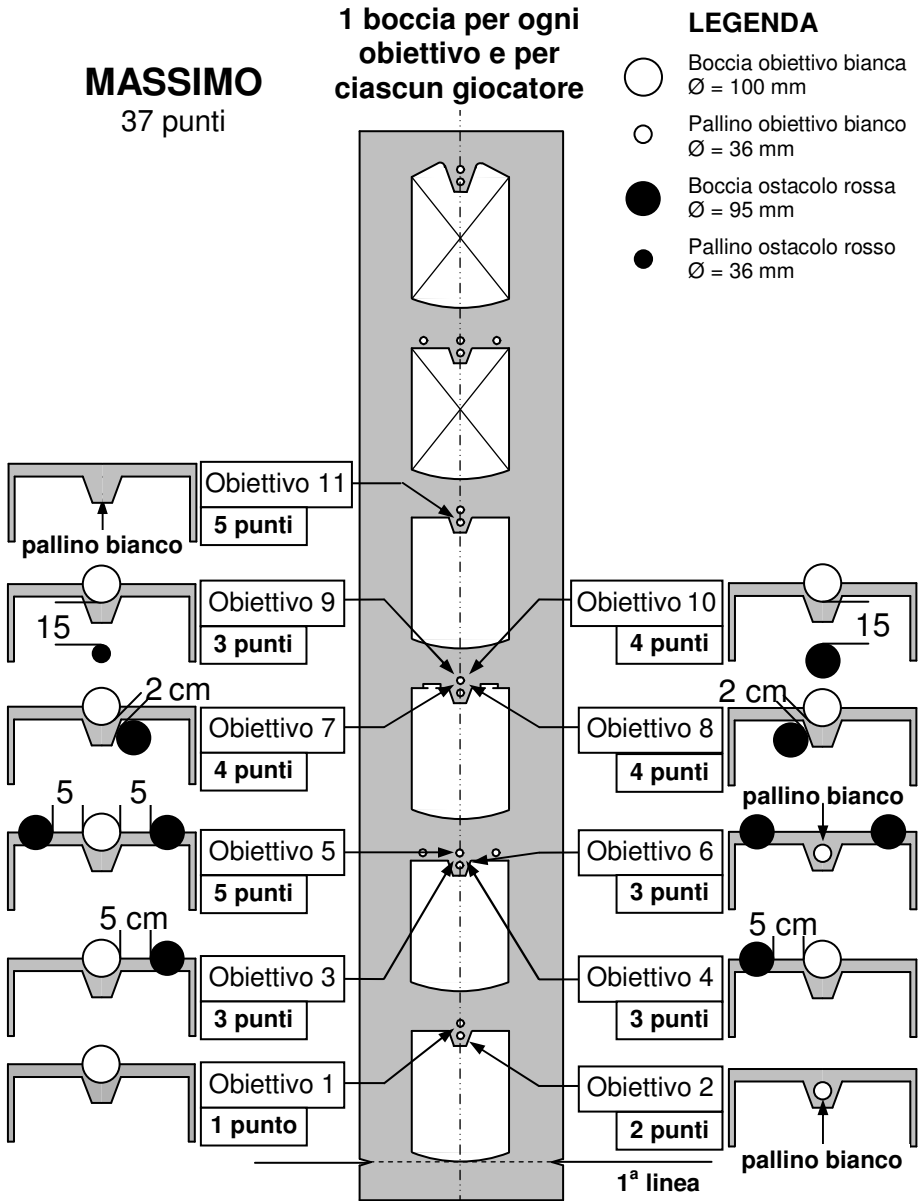 MASSIMO
37 punti
1 boccia per ogni
obiettivo e per
ciascun giocatore
LEGENDA
Boccia obiettivo bianca
Ø = 100 mm
Pallino obiettivo bianco
Ø = 36 mm
Boccia ostacolo rossa
Ø = 95 mm
Pallino ostacolo rosso
Ø = 36 mm
Obiettivo 11
5 punti
pallino bianco
Obiettivo 9
3 punti
15
Obiettivo 10
4 punti
15
2 cm
Obiettivo 7
4 punti
Obiettivo 8
4 punti
2 cm
5 5
Obiettivo 5
5 punti
Obiettivo 6
3 punti
pallino bianco
5 cm
Obiettivo 3
3 punti
Obiettivo 4
3 punti
5 cm
Obiettivo 1
1 punto
Obiettivo 2
2 punti
pallino bianco
1ª linea